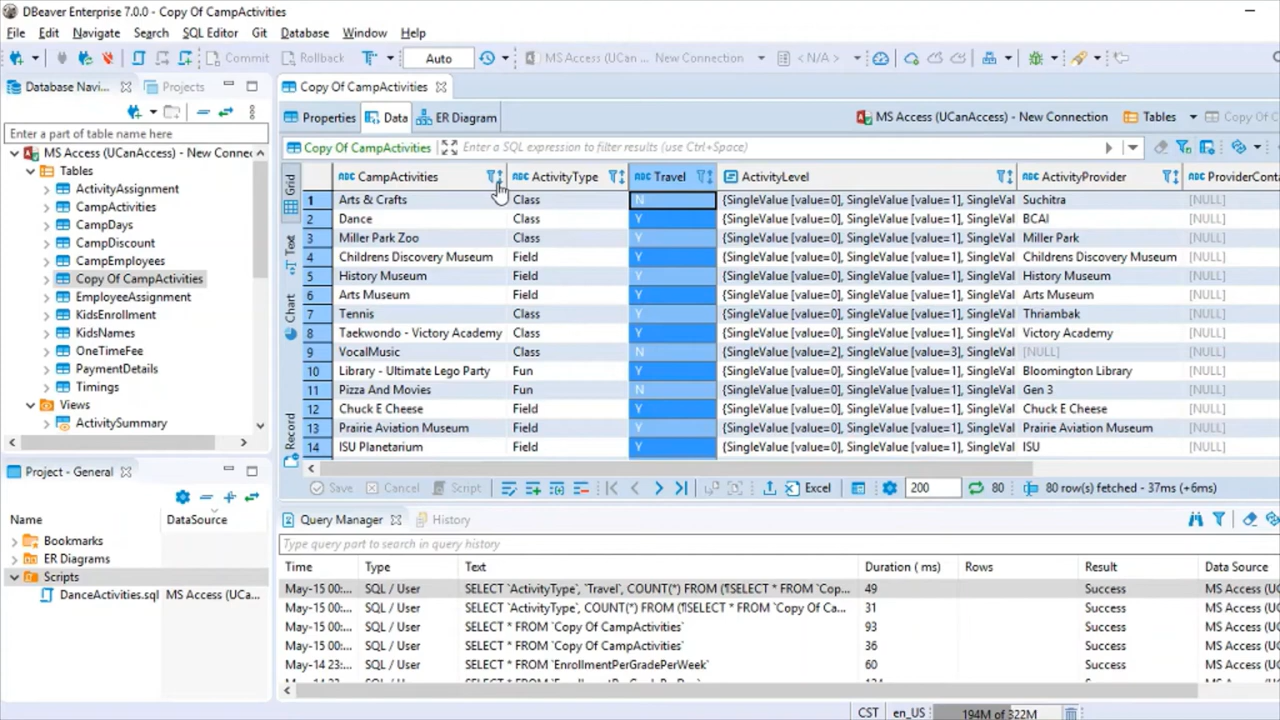 DBeaver Enterprise 7.0.0 - Copy Of CampActivities
File Edit Navigate Search SQL Editor Git Database Window Help
Commit Rollback Auto MS Access (UCan ... New Connection < N/A >
Database Navi... Projects
Enter a part of table name here
MS Access (UCanAccess) - New Connec
Tables
ActivityAssignment
CampActivities
CampDays
CampDiscount
CampEmployees
Copy Of CampActivities
EmployeeAssignment
KidsEnrollment
KidsNames
OneTimeFee
PaymentDetails
Timings
Views
ActivitySummary
Project - General
Name DataSource
Bookmarks
ER Diagrams
Scripts
DanceActivities.sql MS Access (UCa...
Copy Of CampActivities
Properties Data ER Diagram MS Access (UCanAccess) - New Connection Tables Copy Of C
Copy Of CampActivities Enter a SQL expression to filter results (use Ctrl+Space)
Grid
Text
Chart
Record
ABC CampActivities ABC ActivityType ABC Travel ActivityLevel ABC ActivityProvider ABC ProviderConta
1 Arts & Crafts Class N {SingleValue [value=0], SingleValue [value=1], SingleVal Suchitra [NULL]
2 Dance Class Y {SingleValue [value=0], SingleValue [value=1], SingleVal BCAI [NULL]
3 Miller Park Zoo Class Y {SingleValue [value=0], SingleValue [value=1], SingleVal Miller Park [NULL]
4 Childrens Discovery Museum Field Y {SingleValue [value=0], SingleValue [value=1], SingleVal Childrens Discovery Museum [NULL]
5 History Museum Field Y {SingleValue [value=0], SingleValue [value=1], SingleVal History Museum [NULL]
6 Arts Museum Field Y {SingleValue [value=0], SingleValue [value=1], SingleVal Arts Museum [NULL]
7 Tennis Class Y {SingleValue [value=0], SingleValue [value=1], SingleVal Thriambak [NULL]
8 Taekwondo - Victory Academy Class Y {SingleValue [value=0], SingleValue [value=1], SingleVal Victory Academy [NULL]
9 VocalMusic Class N {SingleValue [value=2], SingleValue [value=3], SingleVal [NULL] [NULL]
10 Library - Ultimate Lego Party Fun Y {SingleValue [value=0], SingleValue [value=1], SingleVal Bloomington Library [NULL]
11 Pizza And Movies Fun N {SingleValue [value=0], SingleValue [value=1], SingleVal Gen 3 [NULL]
12 Chuck E Cheese Field Y {SingleValue [value=0], SingleValue [value=1], SingleVal Chuck E Cheese [NULL]
13 Prairie Aviation Museum Field Y {SingleValue [value=0], SingleValue [value=1], SingleVal Prairie Aviation Museum [NULL]
14 ISU Planetarium Field Y {SingleValue [value=0], SingleValue [value=1], SingleVal ISU [NULL]
Save Cancel Script Excel 200 80 80 row(s) fetched - 37ms (+6ms)
Query Manager History
Type query part to search in query history
Time Type Text Duration ( ms) Rows Result Data Source
May-15 00:... SQL / User SELECT `ActivityType`, 'Travel', COUNT(*) FROM (¶SELECT * FROM `Cop... 49 Success MS Access (U
May-15 00:... SQL / User SELECT `ActivityType`, COUNT(*) FROM (¶SELECT * FROM `Copy Of Ca... 31 Success MS Access (U
May-15 00:... SQL / User SELECT * FROM `Copy Of CampActivities` 93 Success MS Access (U
May-15 00:... SQL / User SELECT * FROM `Copy Of CampActivities` 36 Success MS Access (U
May-14 23:... SQL / User SELECT * FROM `EnrollmentPerGradePerWeek` 60 Success MS Access (U
CST en_US 194M of 322M